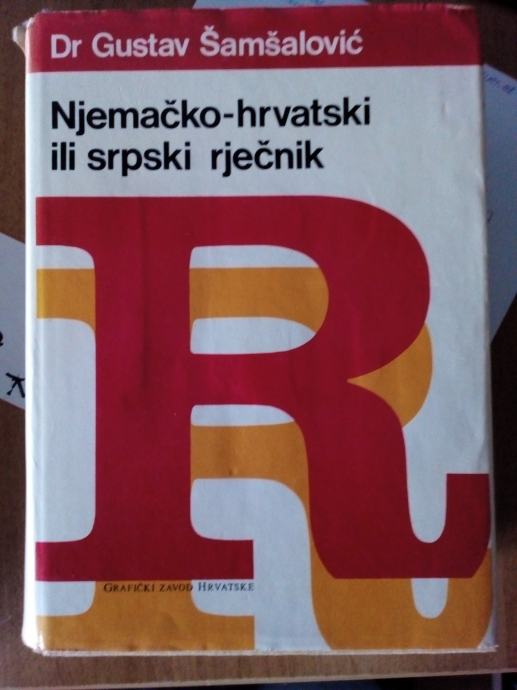 Dr Gustav Šamšalović
Njemačko-hrvatski
ili srpski rječnik
R
GRAFIČKI ZAVOD HRVATSKE